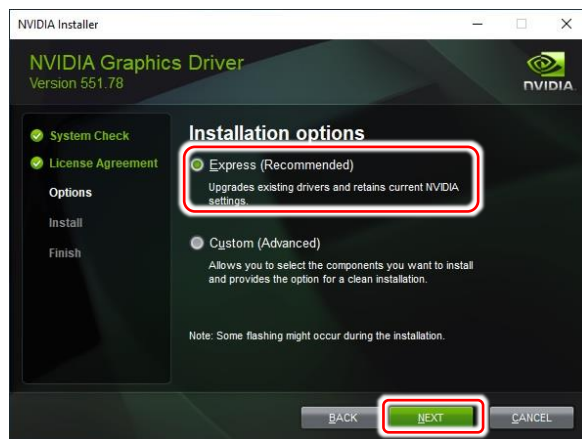 NVIDIA Installer
NVIDIA Graphics Driver
Version 551.78
NVIDIA.
System Check
License Agreement
Options
Install
Finish
Installation options
Express (Recommended)
Upgrades existing drivers and retains current NVIDIA
settings.
Custom (Advanced)
Allows you to select the components you want to install
and provides the option for a clean installation.
Note: Some flashing might occur during the installation.
BACK
NEXT
CANCEL